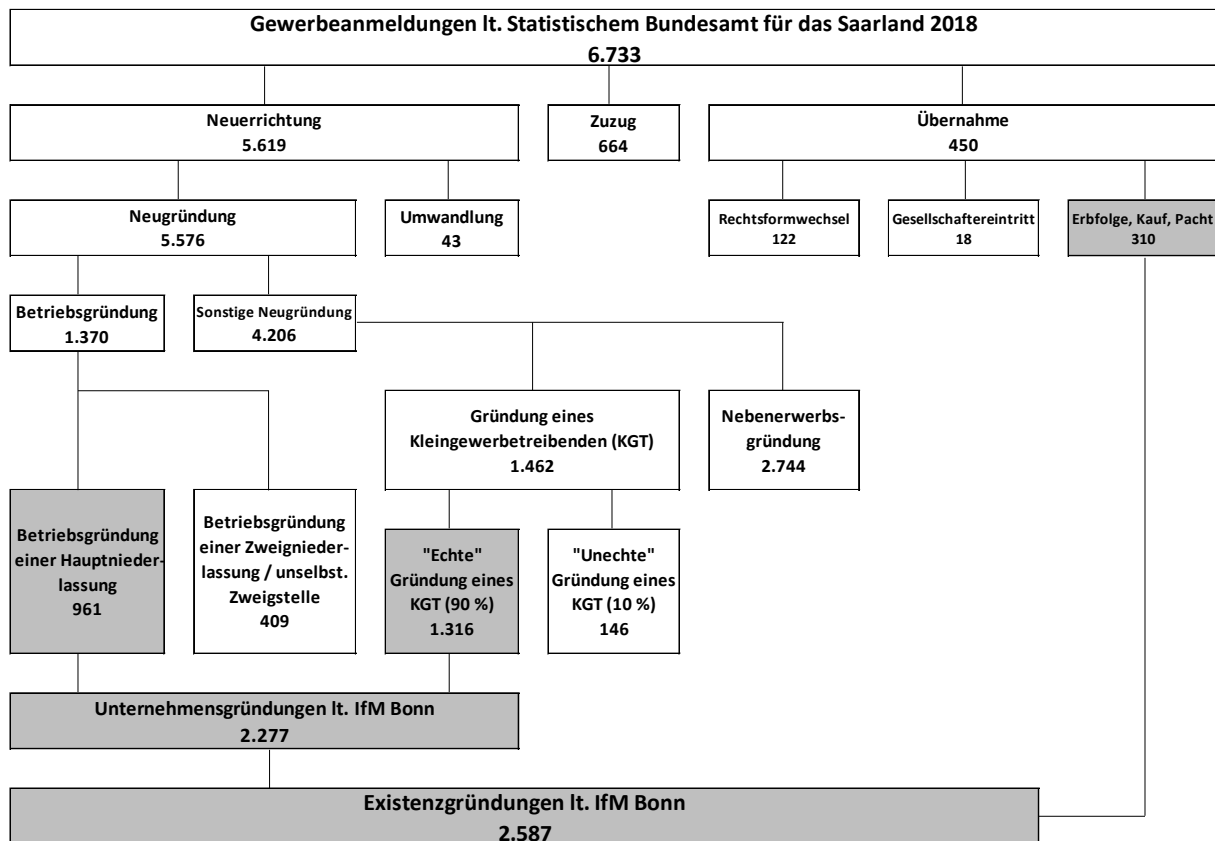 Gewerbeanmeldungen lt. Statistischem Bundesamt für das Saarland 2018
6.733
Neuerrichtung
5.619
Zuzug
664
Übernahme
450
Neugründung
5.576
Umwandlung
43
Rechtsformwechsel
122
Gesellschaftereintritt
18
Erbfolge, Kauf, Pacht
310
Betriebsgründung
1.370
Sonstige Neugründung
4.206
Gründung eines
Kleingewerbetreibenden (KGT)
1.462
Nebenerwerbs-
gründung
2.744
Betriebsgründung
einer Hauptnieder-
lassung
961
Betriebsgründung
einer Zweignieder-
lassung / unselbst.
Zweigstelle
409
"Echte"
Gründung eines
KGT (90 %)
1.316
"Unechte"
Gründung eines
KGT (10 %)
146
Unternehmensgründungen lt. IfM Bonn
2.277
Existenzgründungen lt. IfM Bonn
2.587